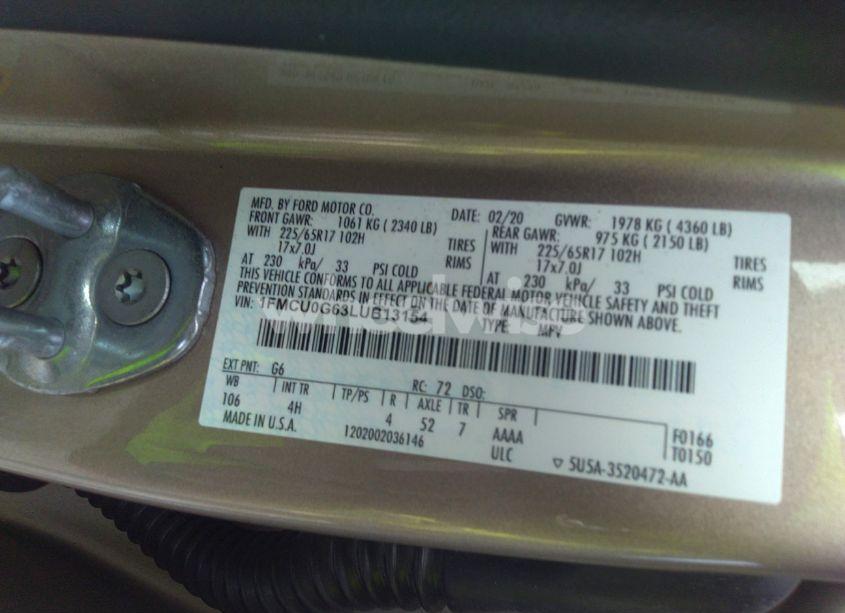 MFD. BY FORD MOTOR CO.
DATE: 02/20 GVWR: 1978 KG ( 4360 LB)
FRONT GAWR: 1061 KG ( 2340 LB)
REAR GAWR: 975 KG ( 2150 LB)
WITH 225/65R17 102H TIRES
WITH 225/65R17 102H TIRES
17x7.0J RIMS
17x7.0J RIMS
AT 230 kPa/ 33 PSI COLD
AT 230 kPa/ 33 PSI COLD
THIS VEHICLE CONFORMS TO ALL APPLICABLE FEDERAL MOTOR VEHICLE SAFETY AND THEFT
PREVENTION STANDARDS IN EFFECT ON THE DATE OF MANUFACTURE SHOWN ABOVE.
VIN: 1FMCU0G63LUB13154
TYPE: MPV
EXT PNT: G6 RC: 72 DSO:
WB INT TR TP/PS R AXLE TR SPR
106 4H 4 52 7 AAAA F0166
MADE IN U.S.A. 1202002036146 ULC T0150
▽ 5U5A-3520472-AA